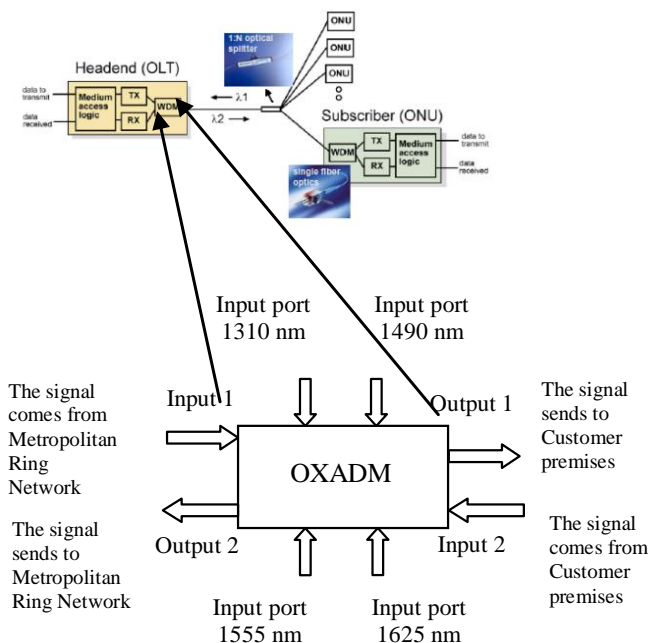 ONU
1:N optical
splitter
ONU
Headend (OLT)
ONU
data to
transmit
Medium
access
logic
TX
WDM
λ1
data
received
RX
λ2
Subscriber (ONU)
WDM
TX
Medium
access
logic
data to
transmit
RX
data
received
single fiber
optics
Input port
1310 nm
Input port
1490 nm
The signal
comes from
Metropolitan
Ring
Network
Input 1
Output 1
The signal
sends to
Customer
premises
OXADM
The signal
sends to
Metropolitan
Ring Network
Output 2
Input 2
The signal
comes from
Customer
premises
Input port
1555 nm
Input port
1625 nm